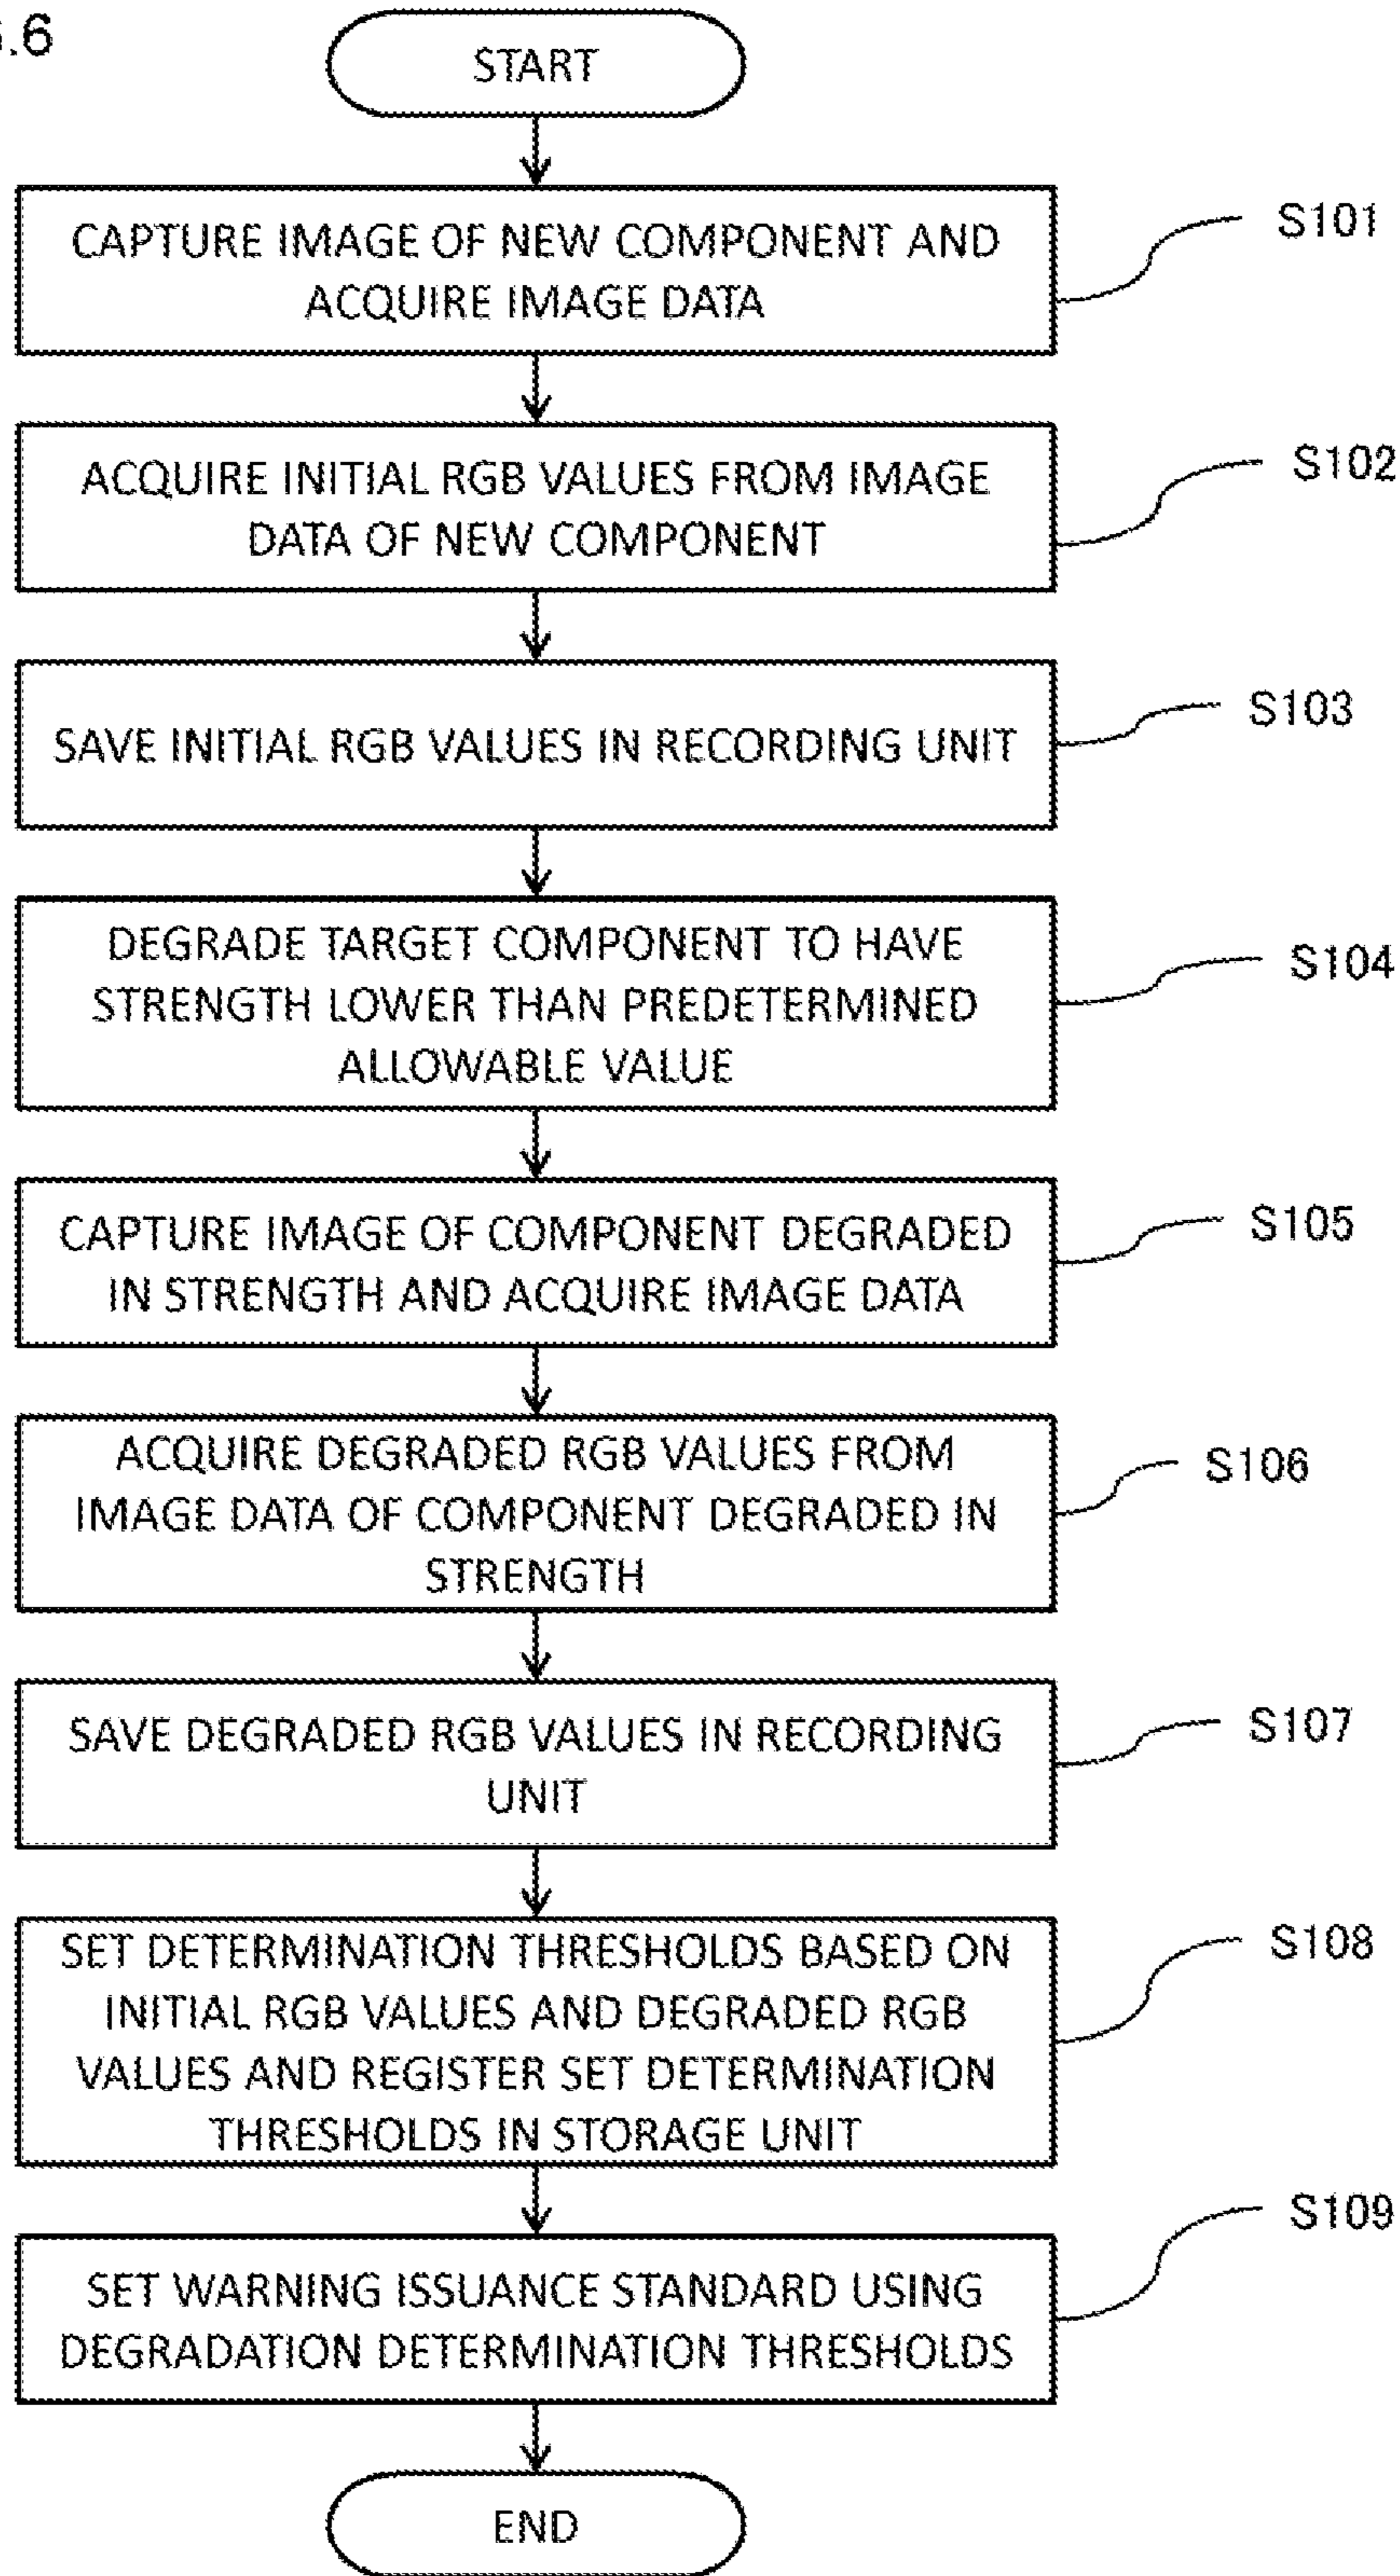 .6
START
CAPTURE IMAGE OF NEW COMPONENT AND
ACQUIRE IMAGE DATA
S101
ACQUIRE INITIAL RGB VALUES FROM IMAGE
DATA OF NEW COMPONENT
S102
SAVE INITIAL RGB VALUES IN RECORDING UNIT
S103
DEGRADE TARGET COMPONENT TO HAVE
STRENGTH LOWER THAN PREDETERMINED
ALLOWABLE VALUE
S104
CAPTURE IMAGE OF COMPONENT DEGRADED
IN STRENGTH AND ACQUIRE IMAGE DATA
S105
ACQUIRE DEGRADED RGB VALUES FROM
IMAGE DATA OF COMPONENT DEGRADED IN
STRENGTH
S106
SAVE DEGRADED RGB VALUES IN RECORDING
UNIT
S107
SET DETERMINATION THRESHOLDS BASED ON
INITIAL RGB VALUES AND DEGRADED RGB
VALUES AND REGISTER SET DETERMINATION
THRESHOLDS IN STORAGE UNIT
S108
SET WARNING ISSUANCE STANDARD USING
DEGRADATION DETERMINATION THRESHOLDS
S109
END